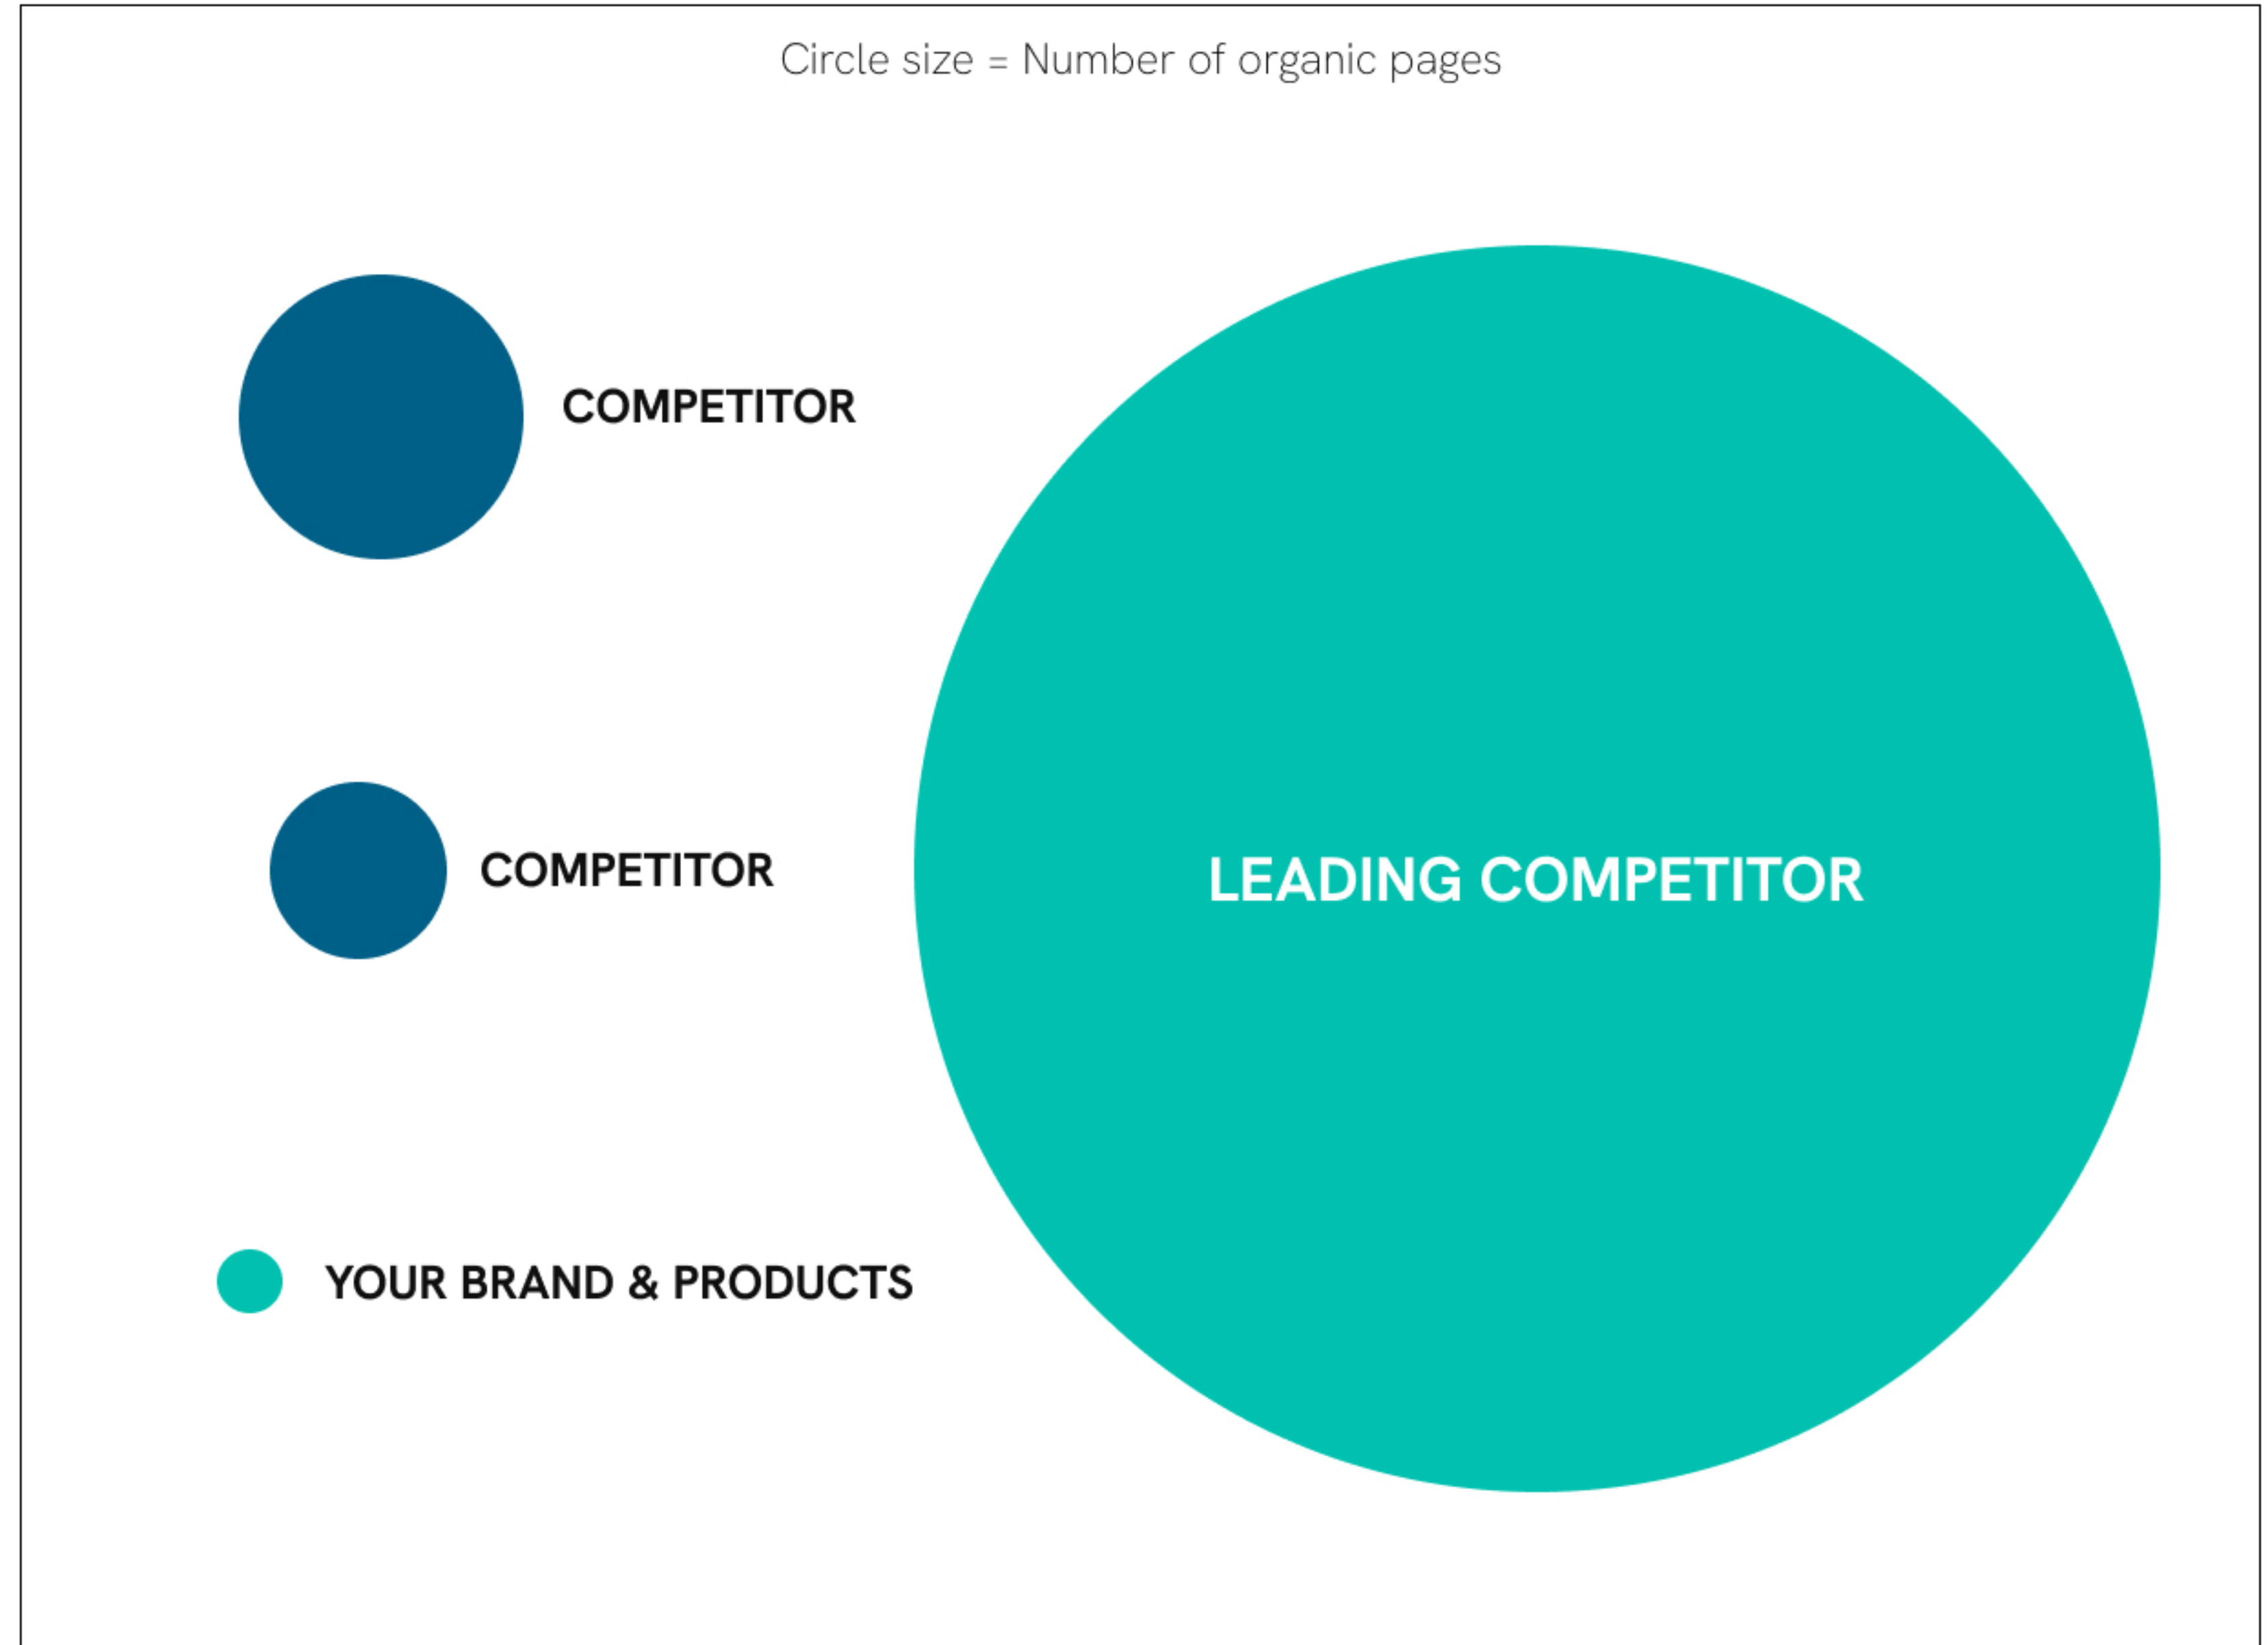 Circle size = Number of organic pages
COMPETITOR
COMPETITOR
LEADING COMPETITOR
YOUR BRAND & PRODUCTS